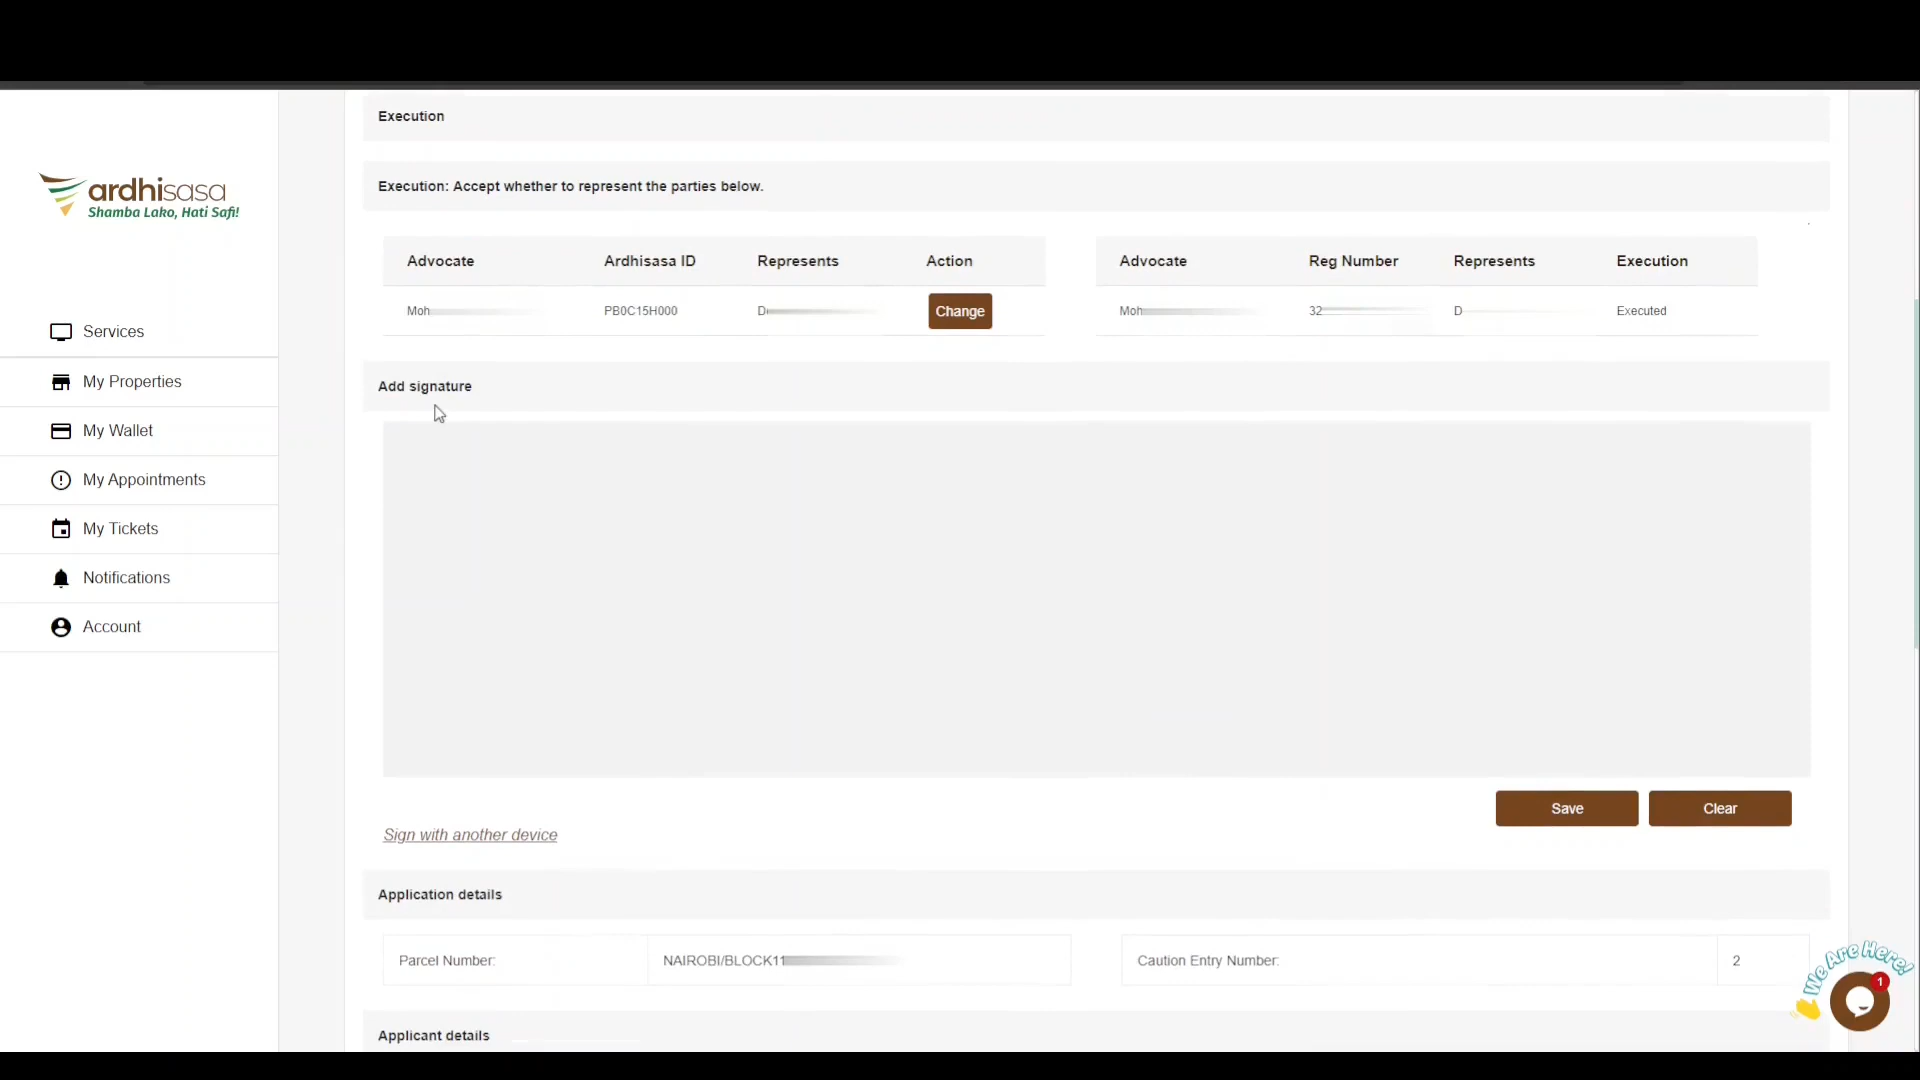 Execution
Execution: Accept whether to represent the parties below.
ardhisasa
Shamba Lako, Hati Safi!
Advocate Ardhisasa ID Represents Action
Advocate Reg Number Represents Execution
Moh PB0C15H000 D Change
Moh 32 D Executed
Services
My Properties
My Wallet
My Appointments
My Tickets
Notifications
Account
Add signature
Save Clear
Sign with another device
Application details
Parcel Number: NAIROBI/BLOCK11
Caution Entry Number: 2
We Are Here!
1
Applicant details